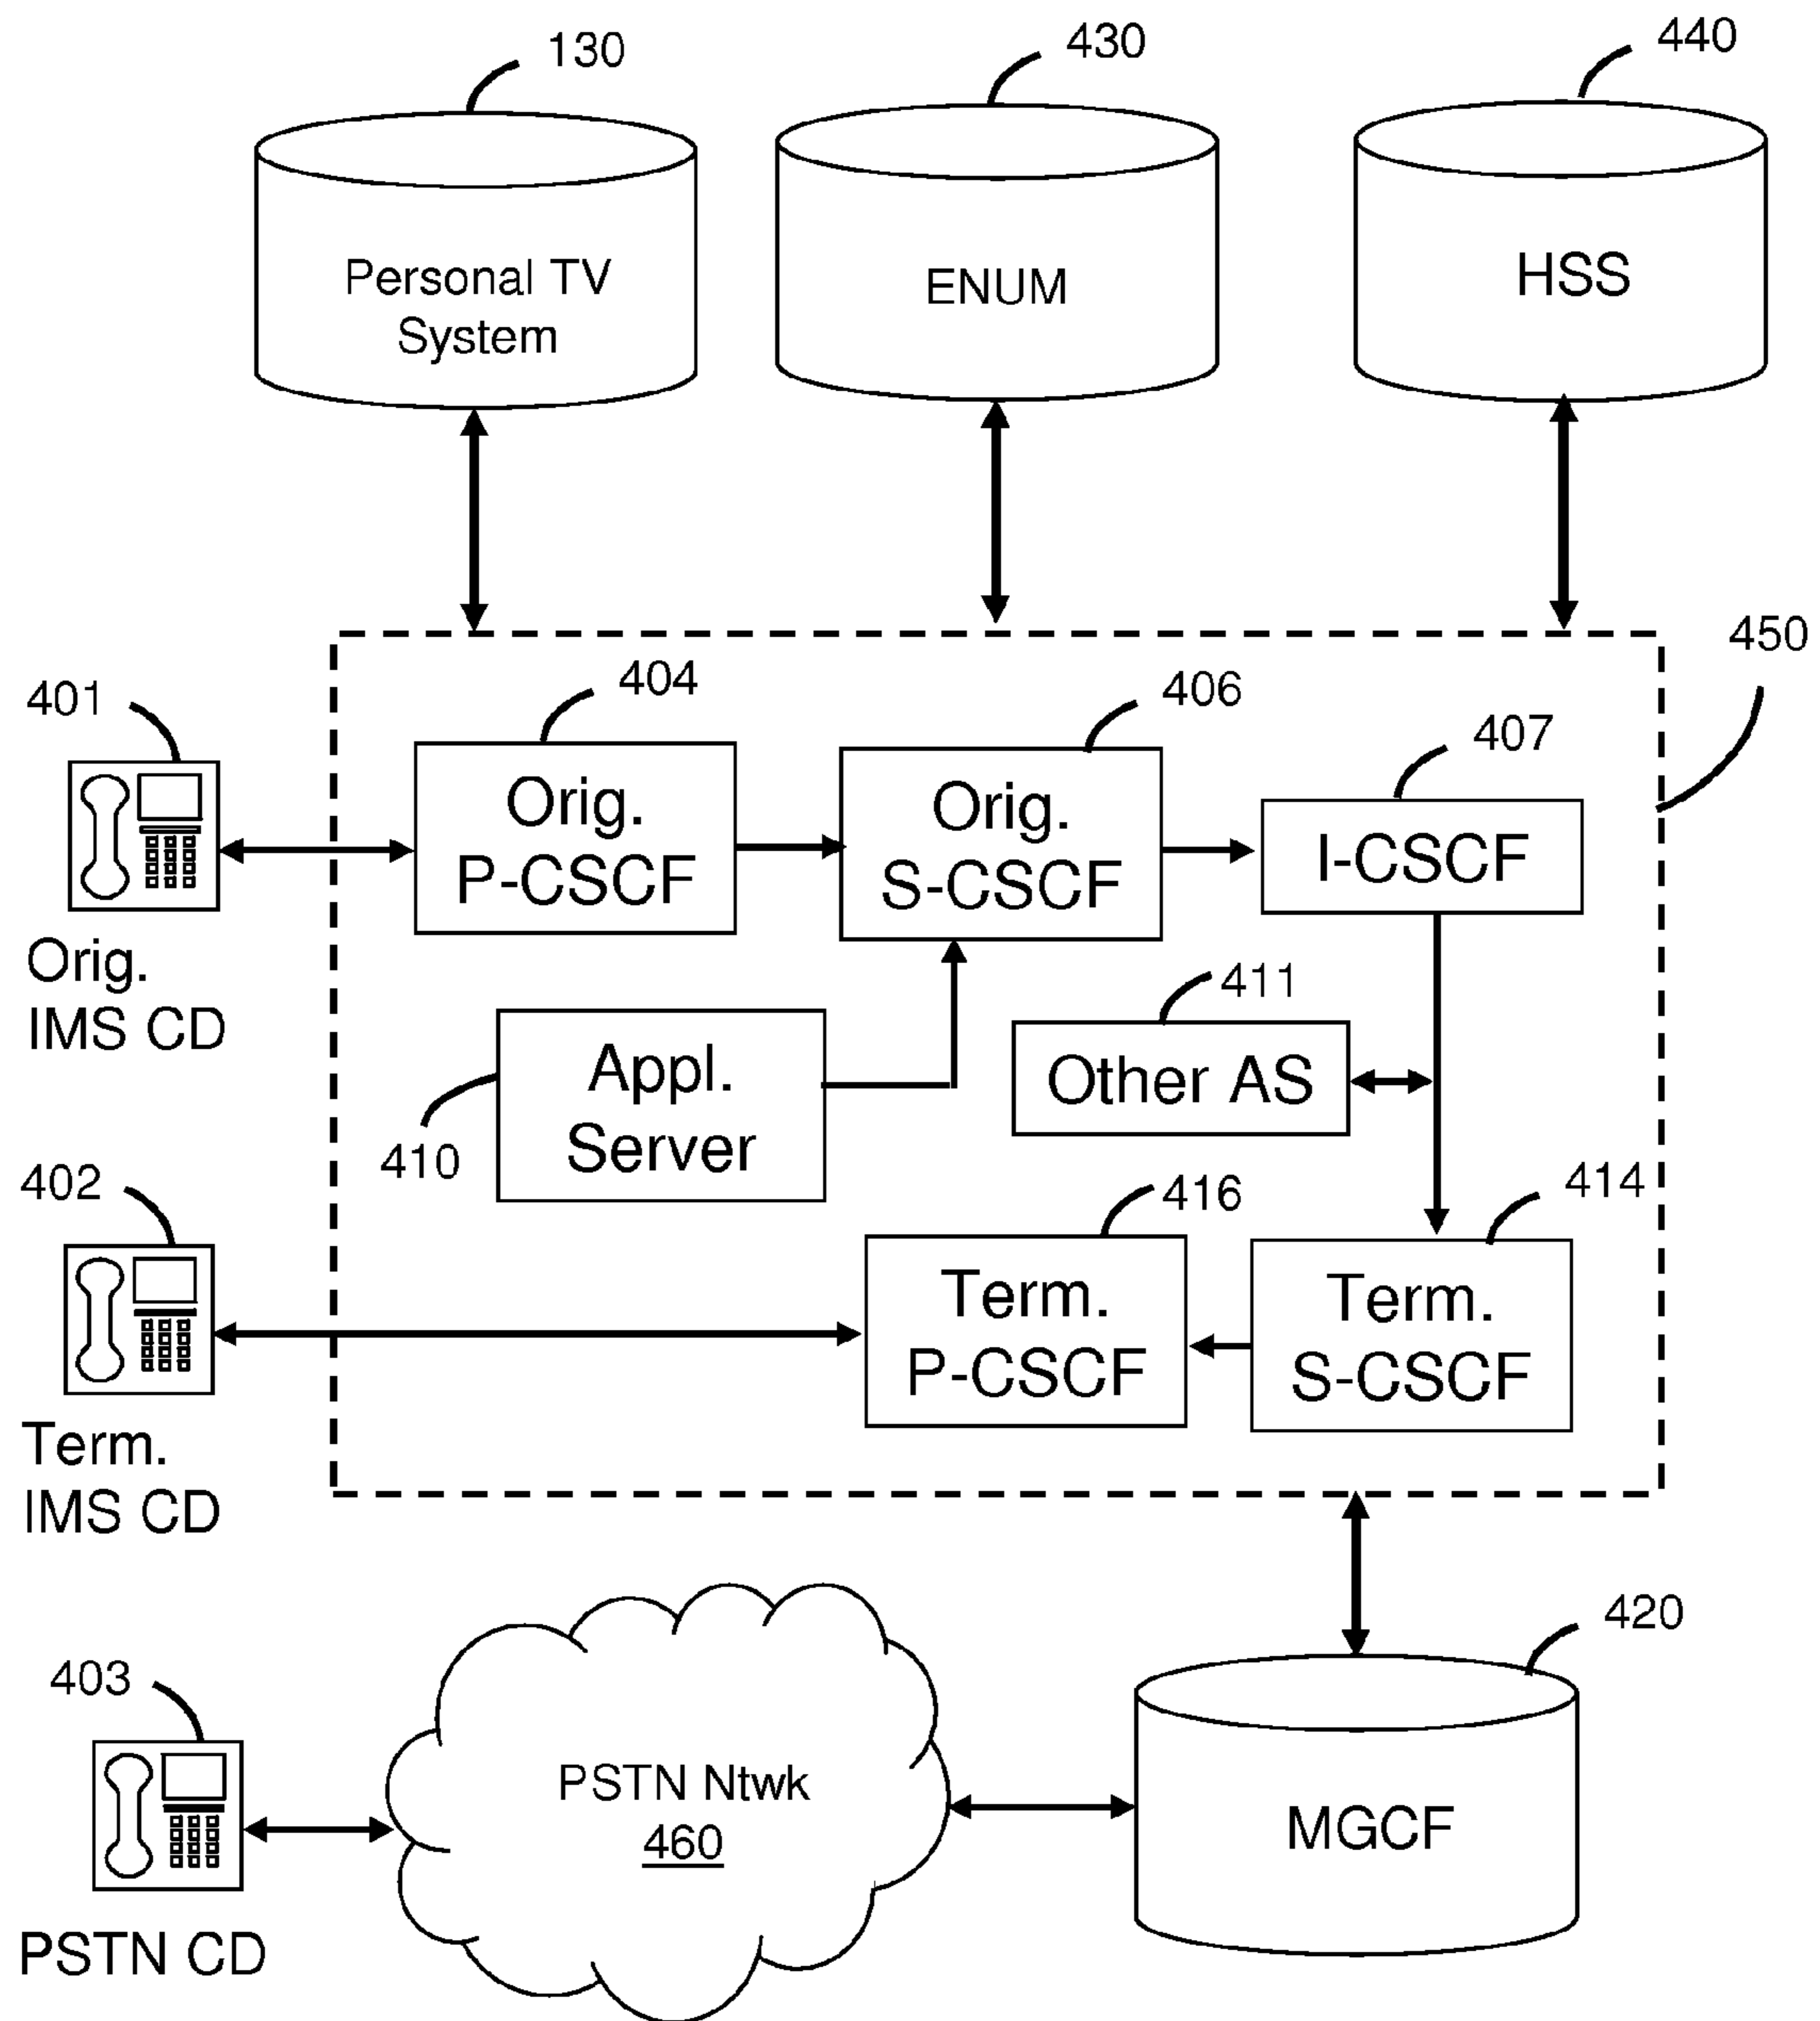 130
430
440
Personal TV
System
ENUM
HSS
450
401
404
406
407
Orig.
P-CSCF
Orig.
S-CSCF
I-CSCF
Orig.
IMS CD
411
Appl.
Server
Other AS
410
402
416
414
Term.
P-CSCF
Term.
S-CSCF
Term.
IMS CD
420
403
PSTN Ntwk
460
MGCF
PSTN CD